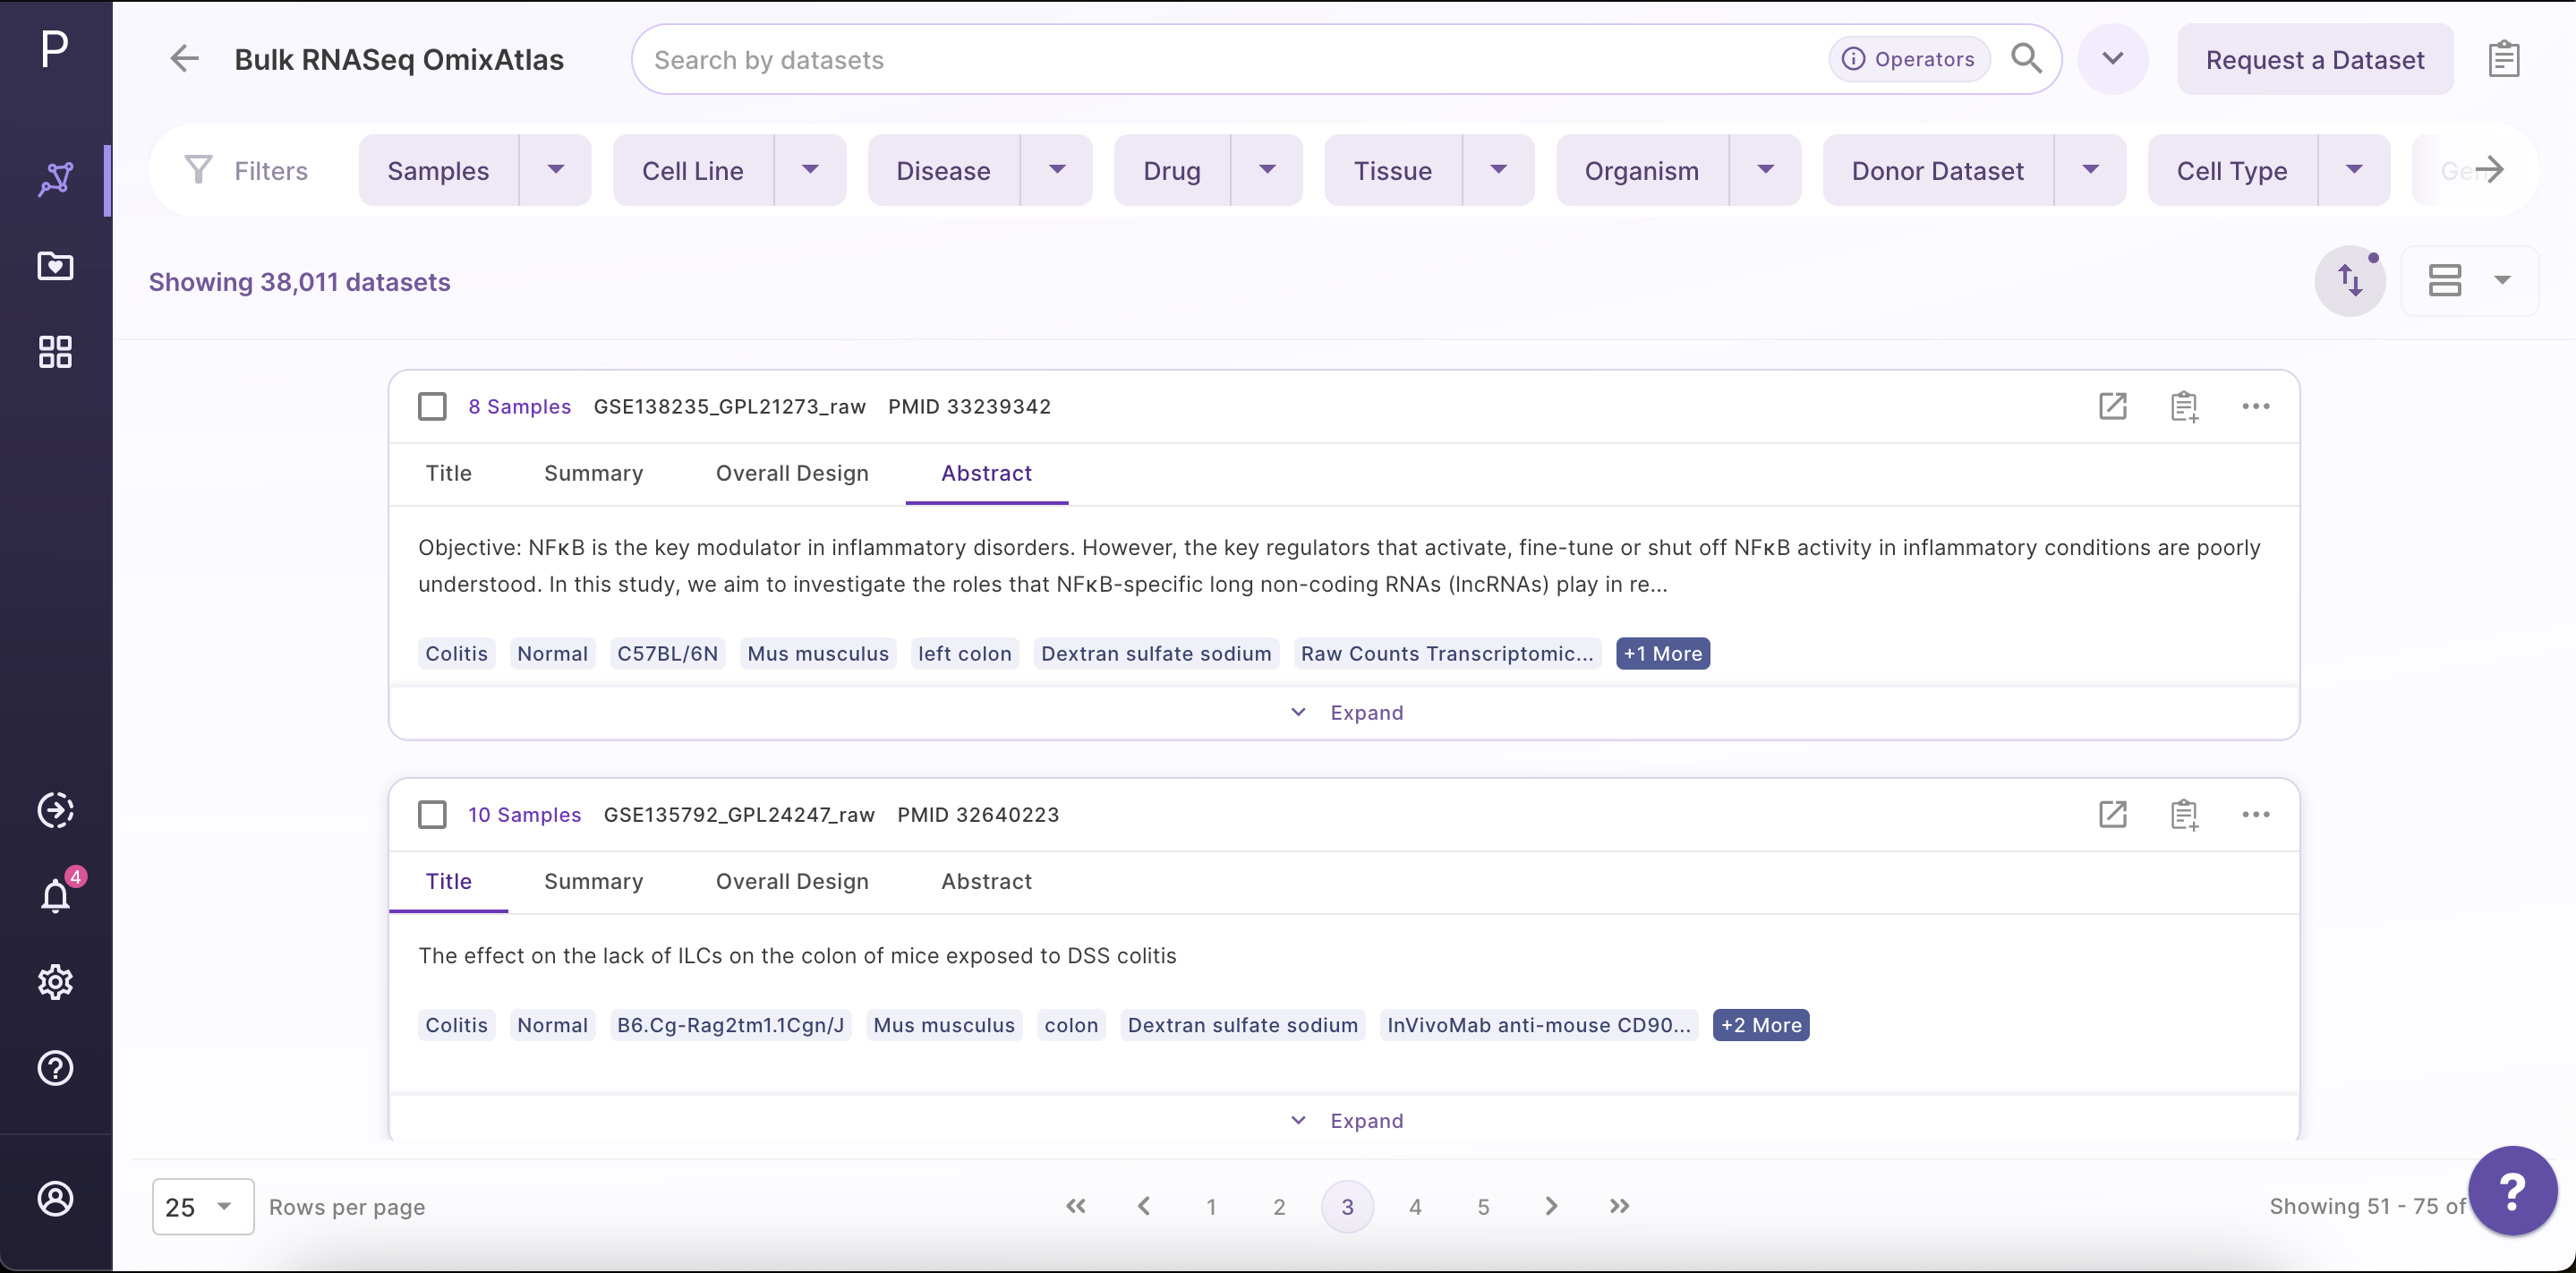 P
Bulk RNASeq OmixAtlas
Search by datasets
Operators
Request a Dataset
Filters
Samples
Cell Line
Disease
Drug
Tissue
Organism
Donor Dataset
Cell Type
Showing 38,011 datasets
8 Samples GSE138235_GPL21273_raw PMID 33239342
Title Summary Overall Design Abstract
Objective: NFκB is the key modulator in inflammatory disorders. However, the key regulators that activate, fine-tune or shut off NFκB activity in inflammatory conditions are poorly
understood. In this study, we aim to investigate the roles that NFκB-specific long non-coding RNAs (lncRNAs) play in re...
Colitis Normal C57BL/6N Mus musculus left colon Dextran sulfate sodium Raw Counts Transcriptomic... +1 More
Expand
10 Samples GSE135792_GPL24247_raw PMID 32640223
Title Summary Overall Design Abstract
The effect on the lack of ILCs on the colon of mice exposed to DSS colitis
Colitis Normal B6.Cg-Rag2tm1.1Cgn/J Mus musculus colon Dextran sulfate sodium InVivoMab anti-mouse CD90... +2 More
Expand
4
25 Rows per page
1 2 3 4 5
Showing 51 - 75 of
?